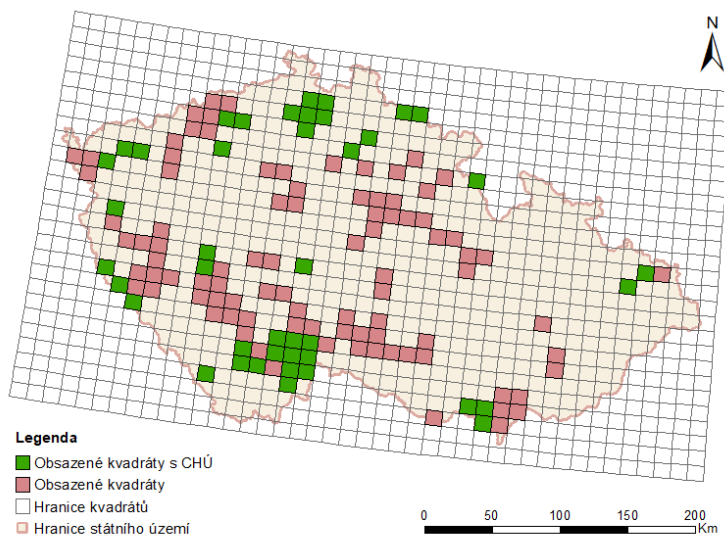 N
Legenda
Obsazené kvadráty s CHÚ
Obsazené kvadráty
Hranice kvadrátů
Hranice státního území
0 50 100 150 200
Km